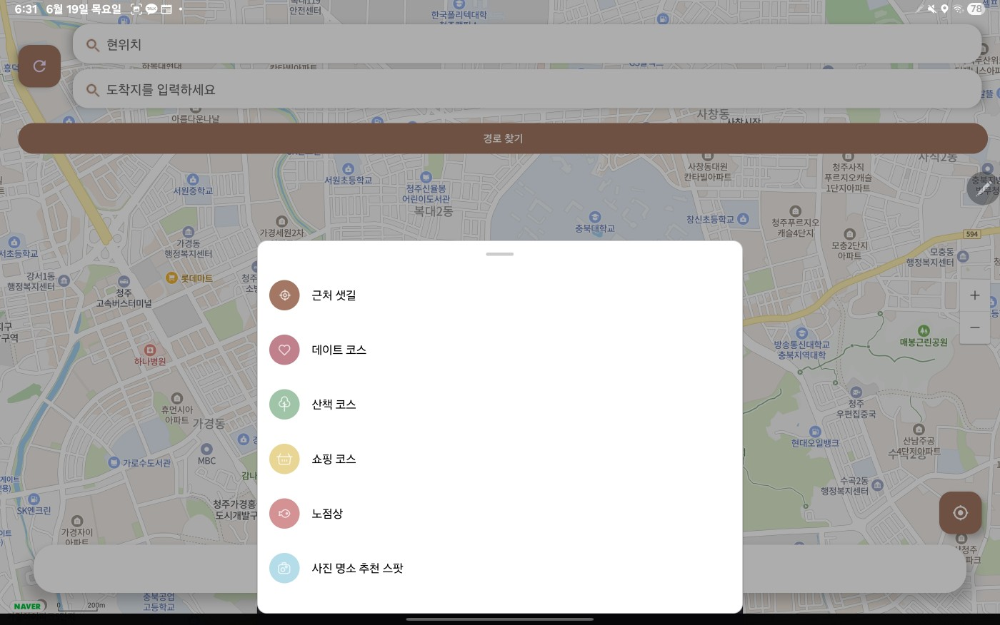 6:31 6월 19일 목요일
TALK
78
안전센터
한국폴리텍대학
현위치
도착지를 입력하세요
아름다운나날
사창동
경로 찾기
사직2동
서원중학교
서원초등학교
청주신율봉
어린이도서관
복대2동
충북대학교
사창동대원
칸타빌아파트
청주사직
푸르지오캐슬
1단지아파트
창신초등학교
청주푸르지오
캐슬4단지
594
모충2단지
아파트
모충동
행정복지센터
가경세원2차
가경동
행정복지센터
서초등학교
강서1동
행정복지센터
롯데마트
청주
고속버스터미널
하나병원
휴먼시아
아파트
가경동
가로수도서관
MBC
SK엔크린
가경자이
아파트
청주가경홍
도시개발구
근처 샛길
데이트 코스
산책 코스
쇼핑 코스
노점상
사진 명소 추천 스팟
+
−
방송통신대학교
충북지역대학
매봉근린공원
청주
우편집중국
현대오일뱅크
산남주공
4단지아파트
수곡2동
수곡2동
행정복지센터
충북공업
고등학교
NAVER
0 200m